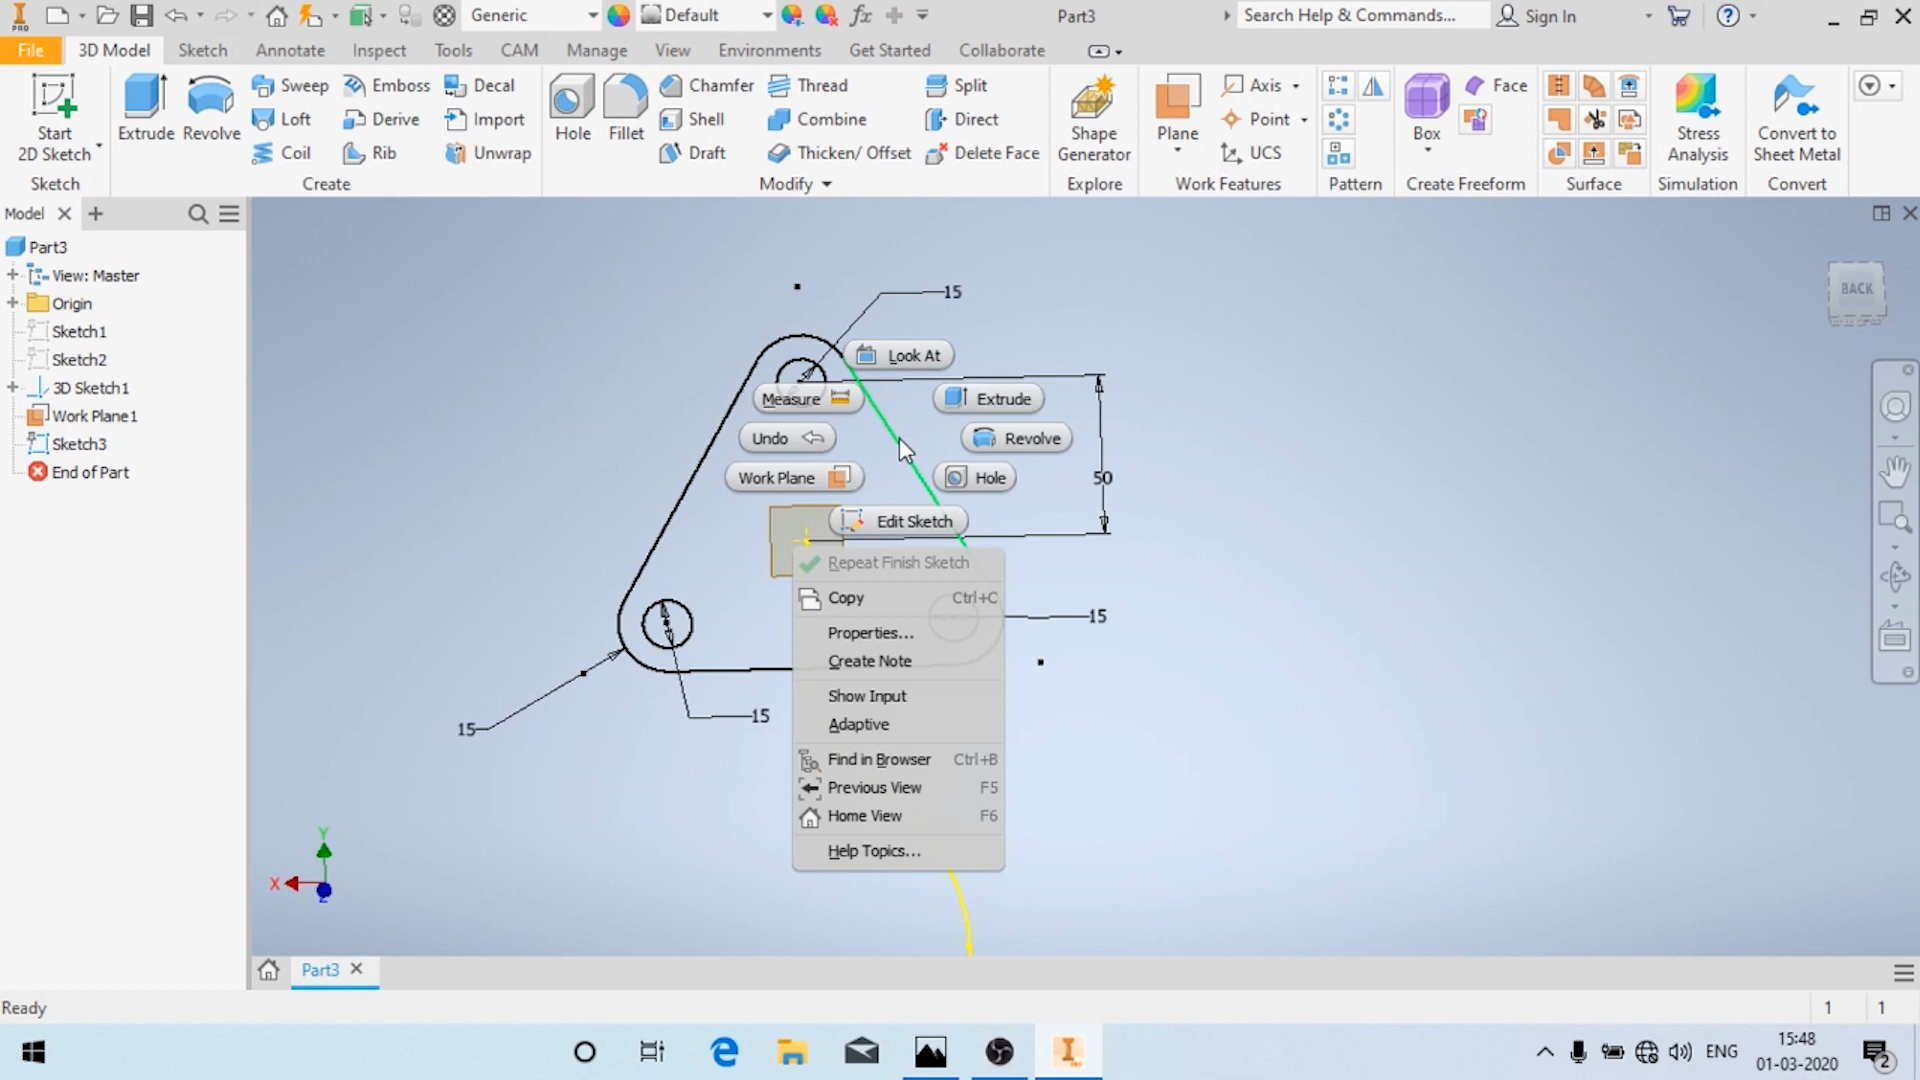 Generic
Default
fx
Part3
Search Help & Commands...
Sign In
PRO
File 3D Model Sketch Annotate Inspect Tools CAM Manage View Environments Get Started Collaborate
Start
2D Sketch
Sketch
Extrude
Revolve
Sweep
Loft
Coil
Emboss
Derive
Rib
Decal
Import
Unwrap
Create
Hole
Fillet
Chamfer
Shell
Draft
Thread
Combine
Thicken/ Offset
Split
Direct
Delete Face
Modify
Shape
Generator
Explore
Plane
Axis
Point
UCS
Work Features
Pattern
Box
Face
Create Freeform
Surface
Stress
Analysis
Simulation
Convert to
Sheet Metal
Convert
Model
Part3
View: Master
Origin
Sketch1
Sketch2
3D Sketch1
Work Plane1
Sketch3
End of Part
BACK
15
Look At
Measure
Extrude
Undo
Revolve
Work Plane
Hole
50
Edit Sketch
Repeat Finish Sketch
Copy Ctrl+C
Properties...
Create Note
Show Input
Adaptive
Find in Browser Ctrl+B
Previous View F5
Home View F6
Help Topics...
15
15
15
Y
X
Z
Part3
Ready
1 1
ENG
15:48
01-03-2020
2